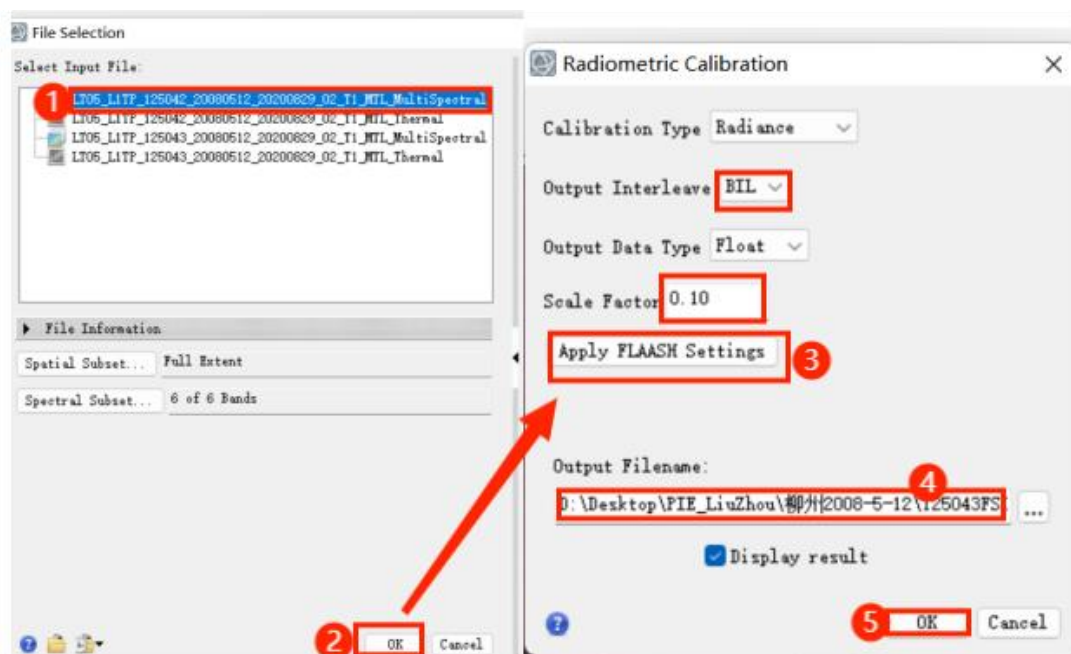 File Selection
Select Input File:
1
LT05_L1TP_125042_20080512_20200829_02_T1_MTL_MultiSpectral
LT05_L1TP_125042_20080512_20200829_02_T1_MTL_Thermal
LT05_L1TP_125043_20080512_20200829_02_T1_MTL_MultiSpectral
LT05_L1TP_125043_20080512_20200829_02_T1_MTL_Thermal
File Information
Spatial Subset... Full Extent
Spectral Subset... 6 of 6 Bands
2
OK Cancel
Radiometric Calibration
Calibration Type Radiance
Output Interleave BIL
Output Data Type Float
Scale Factor 0.10
Apply FLAASH Settings 3
Output Filename:
4
D:\Desktop\PIE_LiuZhou\柳州2008-5-12\125043FS
...
Display result
5 OK Cancel